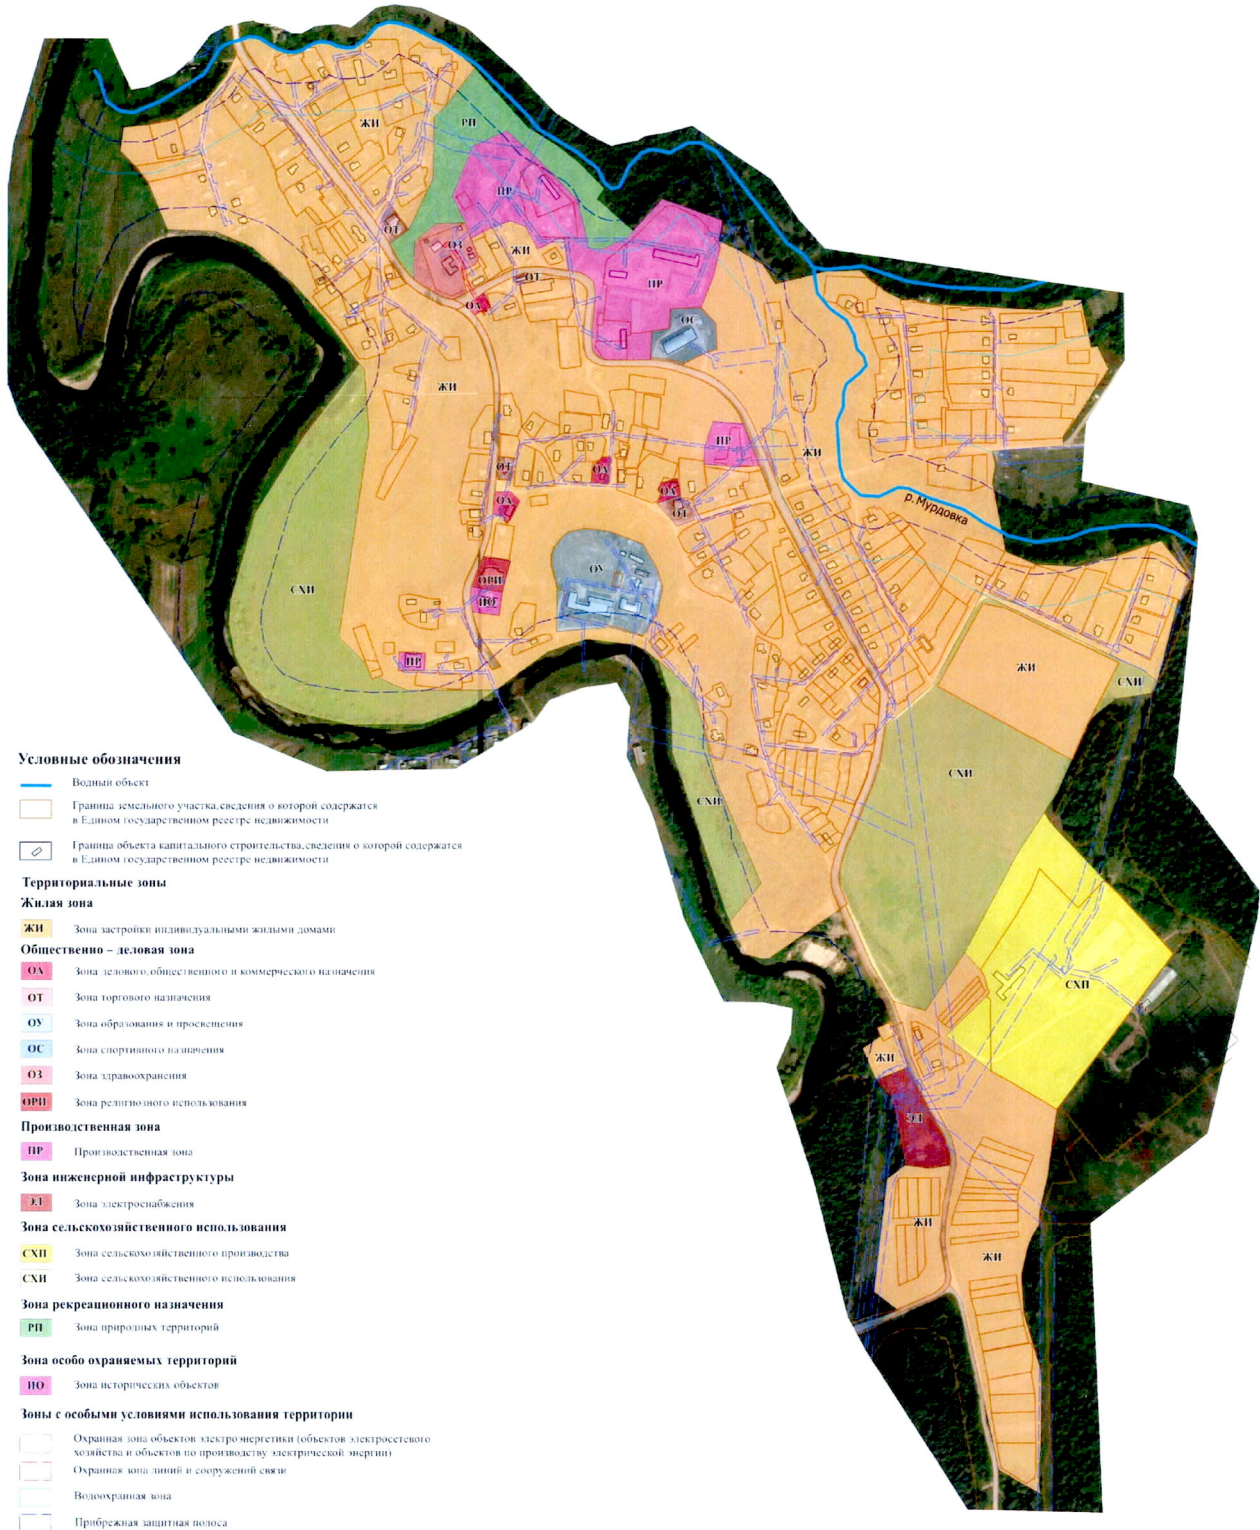 ЖИ
РП
ПР
ОТ
ОЗ
ЖИ
ОТ
ПР
ОА
ОС
ЖИ
ПР
ЖИ
ОТ
ОА
ОА
ОА
ОТ
р. Мурдовка
ОУ
ОРИ
ИО
СХИ
ПР
ЖИ
СХИ
СХИ
СХИ
СХП
ЖИ
ЭЛ
ЖИ
ЖИ
Условные обозначения
Водный объект
Граница земельного участка, сведения о которой содержатся
в Едином государственном реестре недвижимости
Граница объекта капитального строительства, сведения о которой содержатся
в Едином государственном реестре недвижимости
Территориальные зоны
Жилая зона
ЖИ Зона застройки индивидуальными жилыми домами
Общественно – деловая зона
ОА Зона делового, общественного и коммерческого назначения
ОТ Зона торгового назначения
ОУ Зона образования и просвещения
ОС Зона спортивного назначения
ОЗ Зона здравоохранения
ОРИ Зона религиозного использования
Производственная зона
ПР Производственная зона
Зона инженерной инфраструктуры
ЭЛ Зона электроснабжения
Зона сельскохозяйственного использования
СХП Зона сельскохозяйственного производства
СХИ Зона сельскохозяйственного использования
Зона рекреационного назначения
РП Зона природных территорий
Зона особо охраняемых территорий
ИО Зона исторических объектов
Зоны с особыми условиями использования территории
Охранная зона объектов электроэнергетики (объектов электросетевого
хозяйства и объектов по производству электрической энергии)
Охранная зона линий и сооружений связи
Водоохранная зона
Прибрежная защитная полоса